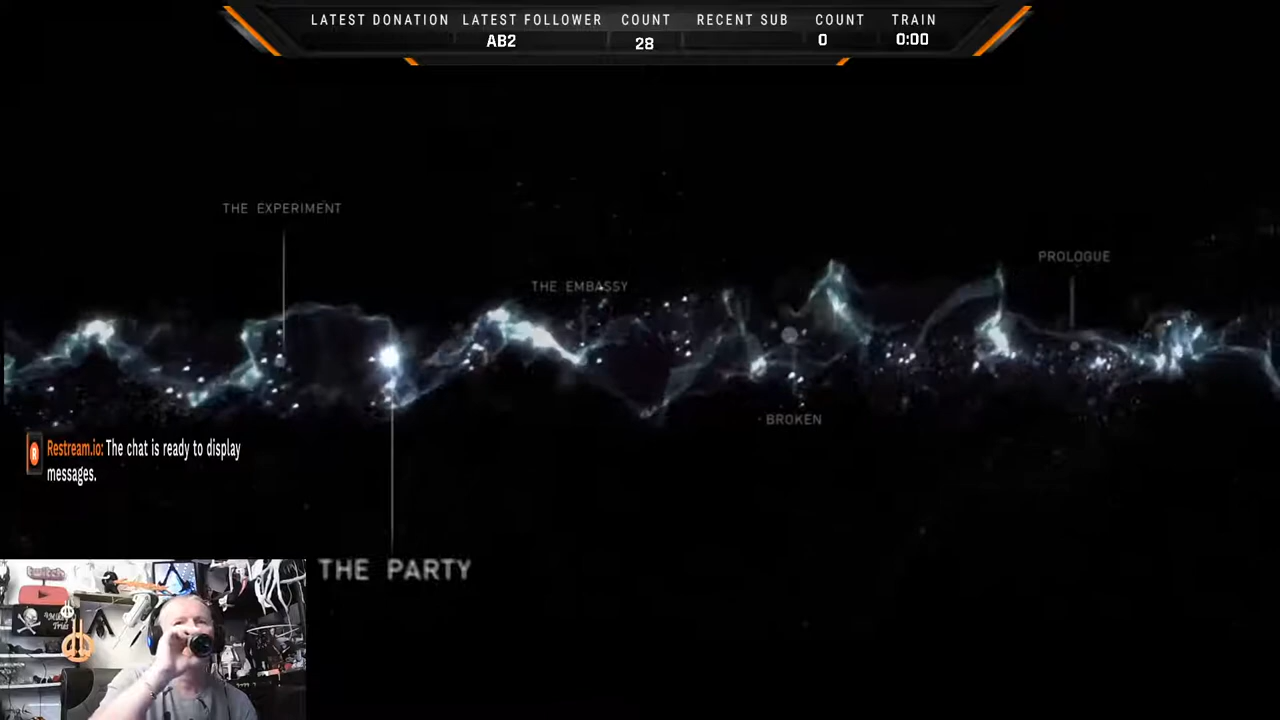 LATEST DONATION LATEST FOLLOWER COUNT RECENT SUB COUNT TRAIN
AB2 28 0 0:00
THE EXPERIMENT
PROLOGUE
THE EMBASSY
BROKEN
Restream.io: The chat is ready to display
messages.
THE PARTY
Twitch